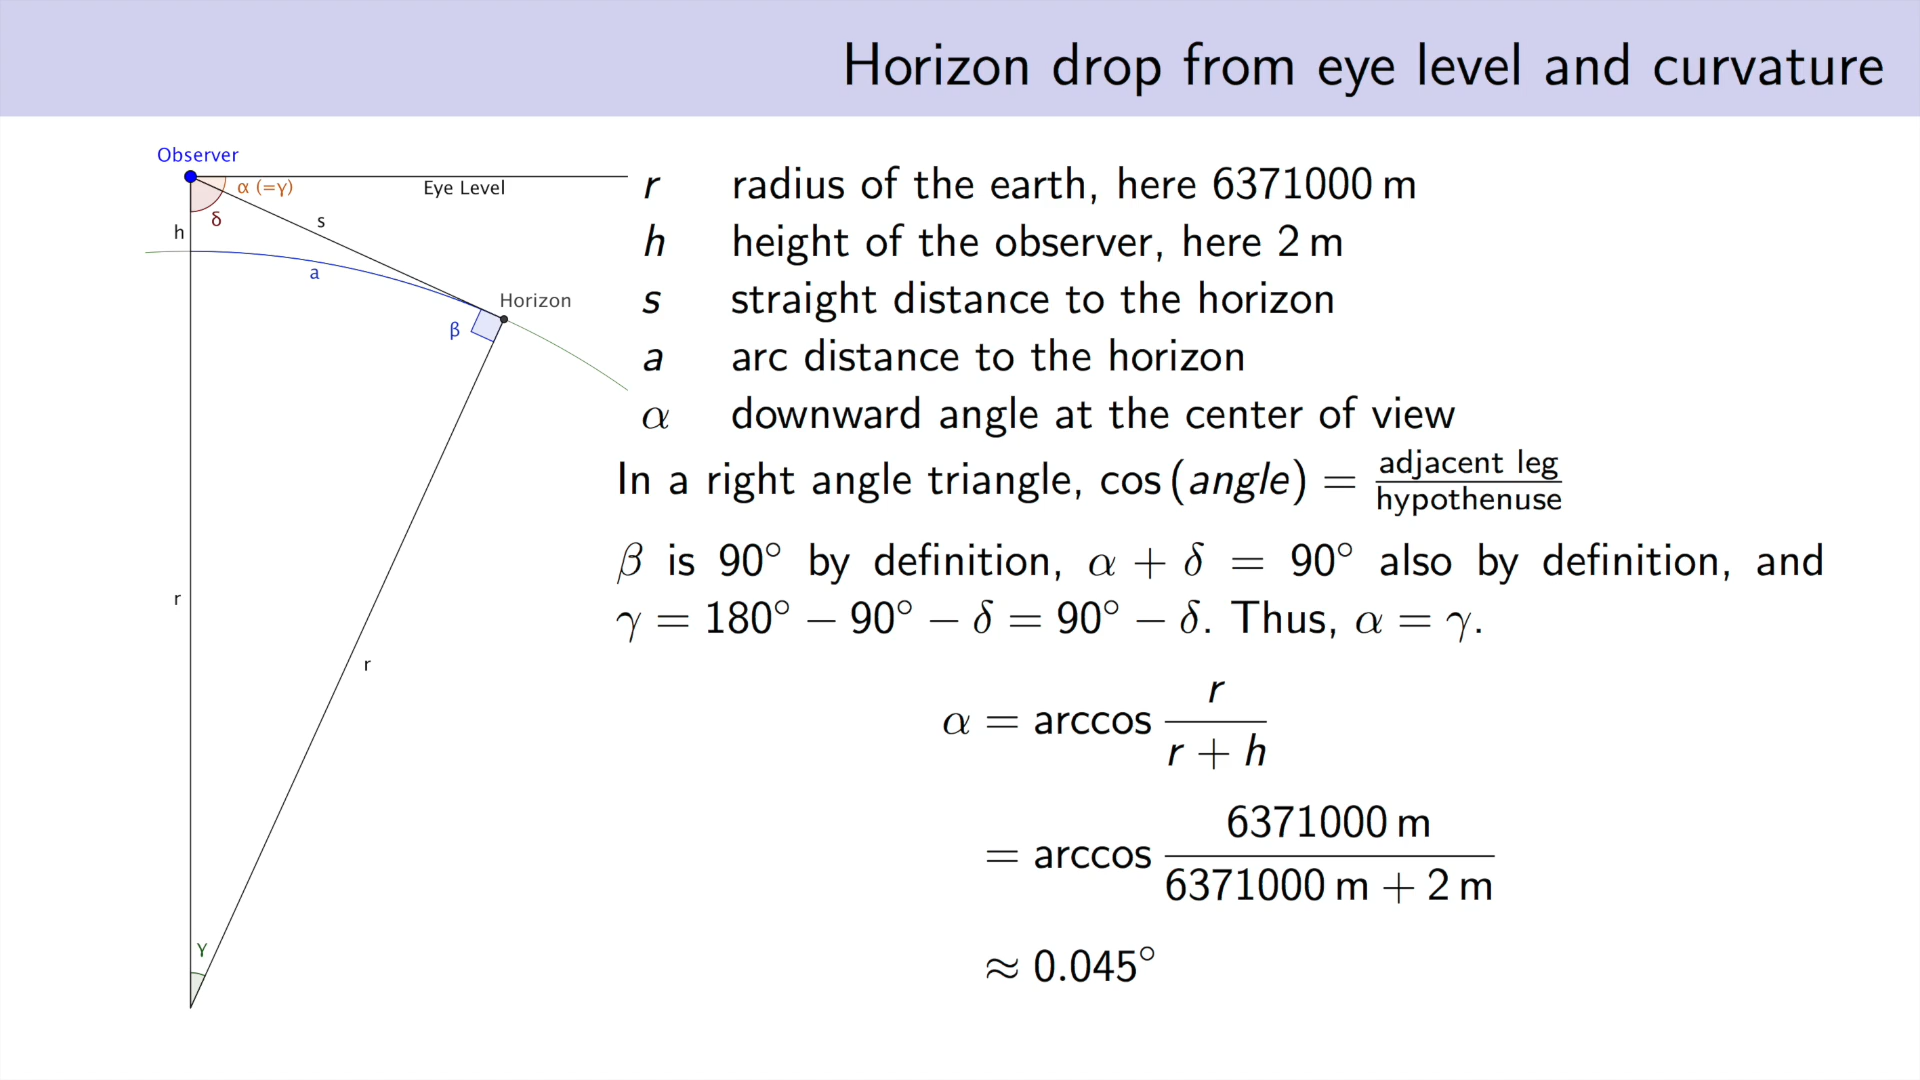 Horizon drop from eye level and curvature
Observer
α (=γ)
Eye Level
δ
s
h
a
Horizon
β
r
r
γ
r radius of the earth, here 6371000 m
h height of the observer, here 2 m
s straight distance to the horizon
a arc distance to the horizon
α downward angle at the center of view
In a right angle triangle, cos (angle) = adjacent leg / hypothenuse
β is 90° by definition, α + δ = 90° also by definition, and
γ = 180° − 90° − δ = 90° − δ. Thus, α = γ.
α = arccos r / r + h
= arccos 6371000 m / 6371000 m + 2 m
≈ 0.045°